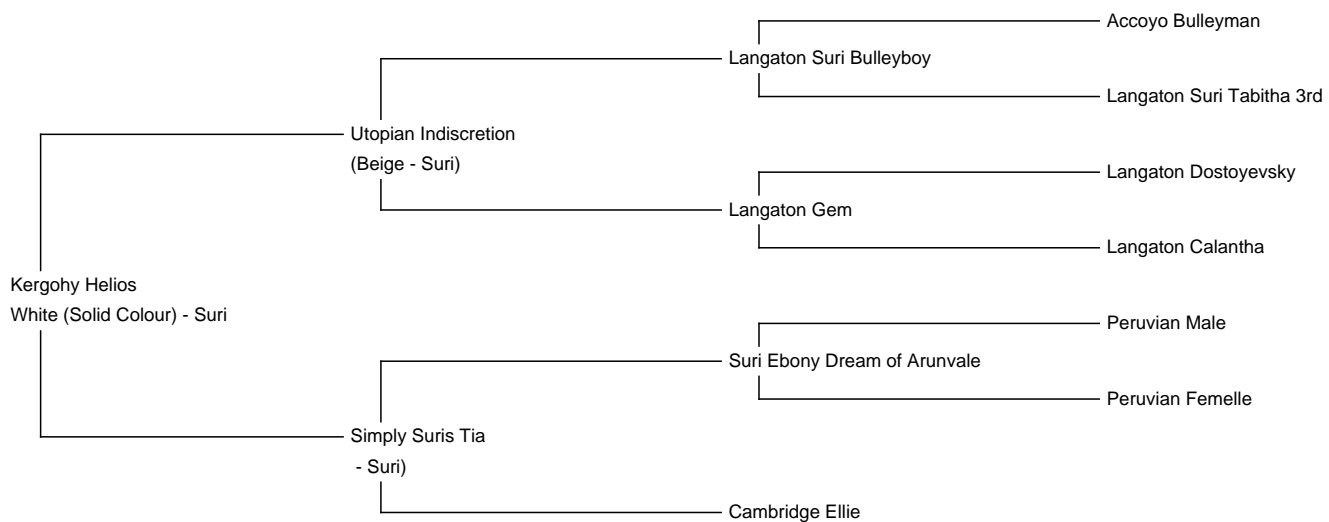 Accoyo Bulleyman
Langaton Suri Bulleyboy
Langaton Suri Tabitha 3rd
Utopian Indiscretion
(Beige - Suri)
Langaton Dostoyevsky
Langaton Gem
Langaton Calantha
Kergohy Helios
White (Solid Colour) - Suri
Peruvian Male
Suri Ebony Dream of Arunvale
Peruvian Femelle
Simply Suris Tia
- Suri)
Cambridge Ellie